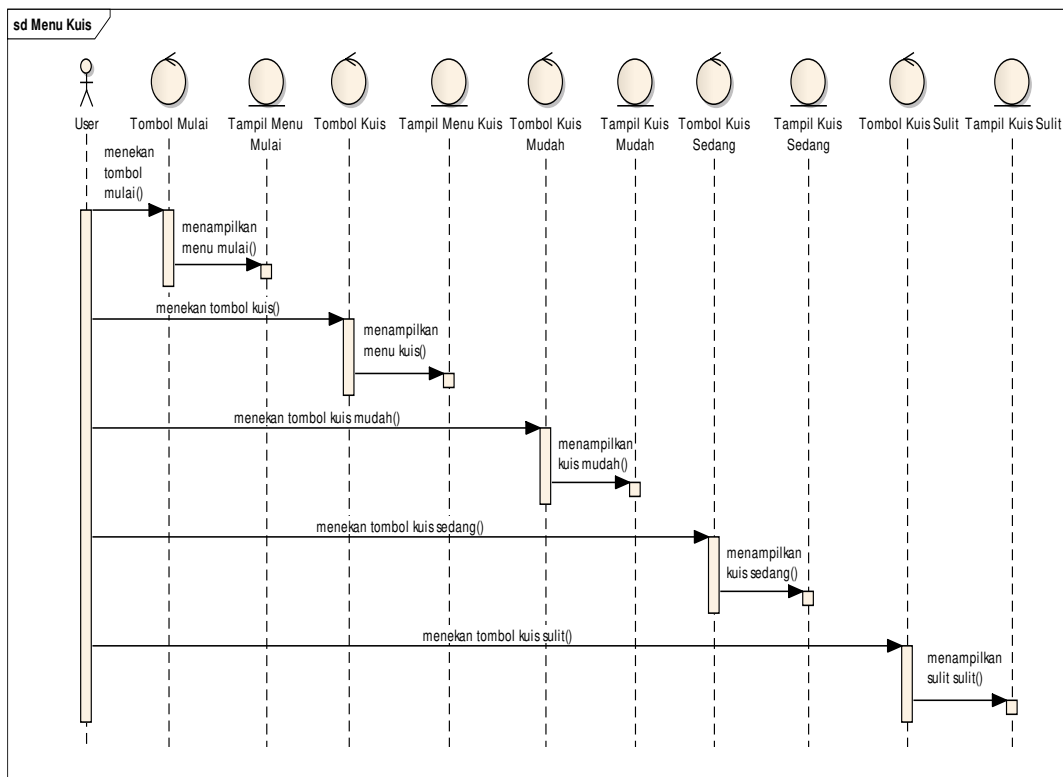 sd Menu Kuis
User
Tombol Mulai
Tampil Menu
Mulai
Tombol Kuis
Tampil Menu Kuis
Tombol Kuis
Mudah
Tampil Kuis
Mudah
Tombol Kuis
Sedang
Tampil Kuis
Sedang
Tombol Kuis Sulit
Tampil Kuis Sulit
menekan
tombol
mulai()
menampilkan
menu mulai()
menekan tombol kuis()
menampilkan
menu kuis()
menekan tombol kuis mudah()
menampilkan
kuis mudah()
menekan tombol kuis sedang()
menampilkan
kuis sedang()
menekan tombol kuis sulit()
menampilkan
sulit sulit()